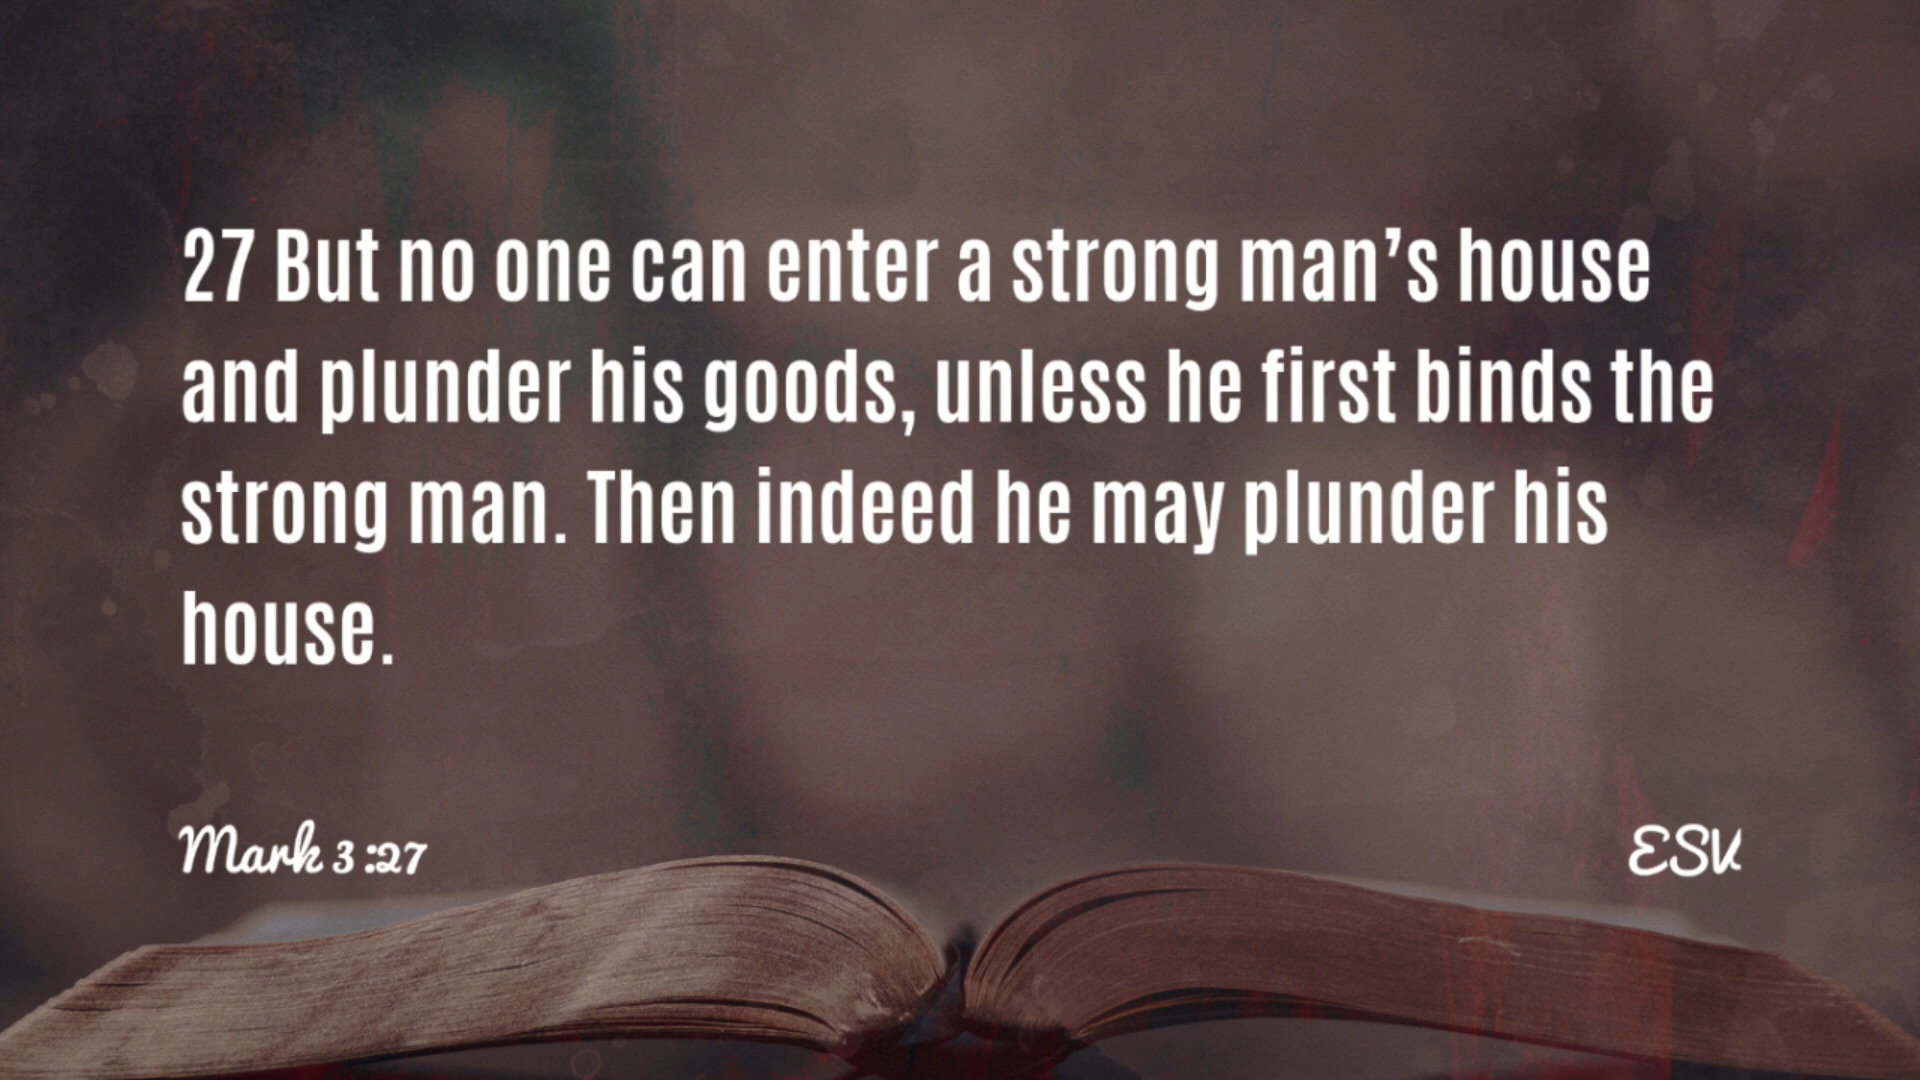 27 But no one can enter a strong man’s house
and plunder his goods, unless he first binds the
strong man. Then indeed he may plunder his
house.
Mark 3:27
ESV